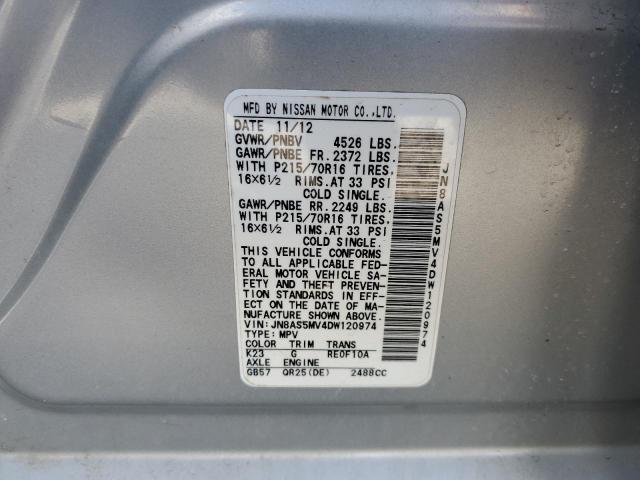 MFD BY NISSAN MOTOR CO.,LTD.
DATE 11/12
GVWR/PNBV 4526 LBS.
GAWR/PNBE FR. 2372 LBS.
WITH P215/70R16 TIRES.
16X6½ RIMS. AT 33 PSI
COLD SINGLE.
GAWR/PNBE RR. 2249 LBS.
WITH P215/70R16 TIRES.
16X6½ RIMS. AT 33 PSI
COLD SINGLE.
THIS VEHICLE CONFORMS
TO ALL APPLICABLE FED-
ERAL MOTOR VEHICLE SA-
FETY AND THEFT PREVEN-
TION STANDARDS IN EFF-
ECT ON THE DATE OF MA-
NUFACTURE SHOWN ABOVE.
VIN: JN8AS5MV4DW120974
TYPE: MPV
COLOR TRIM TRANS
K23 G RE0F10A
AXLE ENGINE
GB57 QR25(DE) 2488CC
JN8AS5MV4DW120974